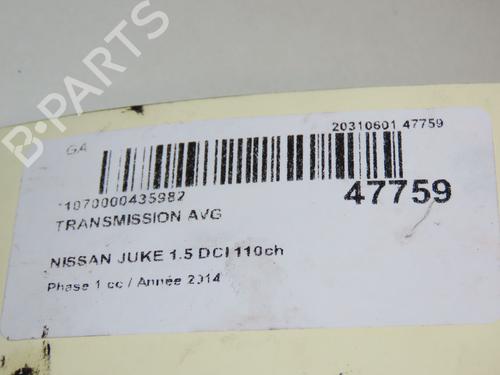 B-PARTS
20310601 47759
GA
*1070000435982
47759
TRANSMISSION AVG
NISSAN JUKE 1.5 DCI 110ch
Phase 1 cc / Année 2014